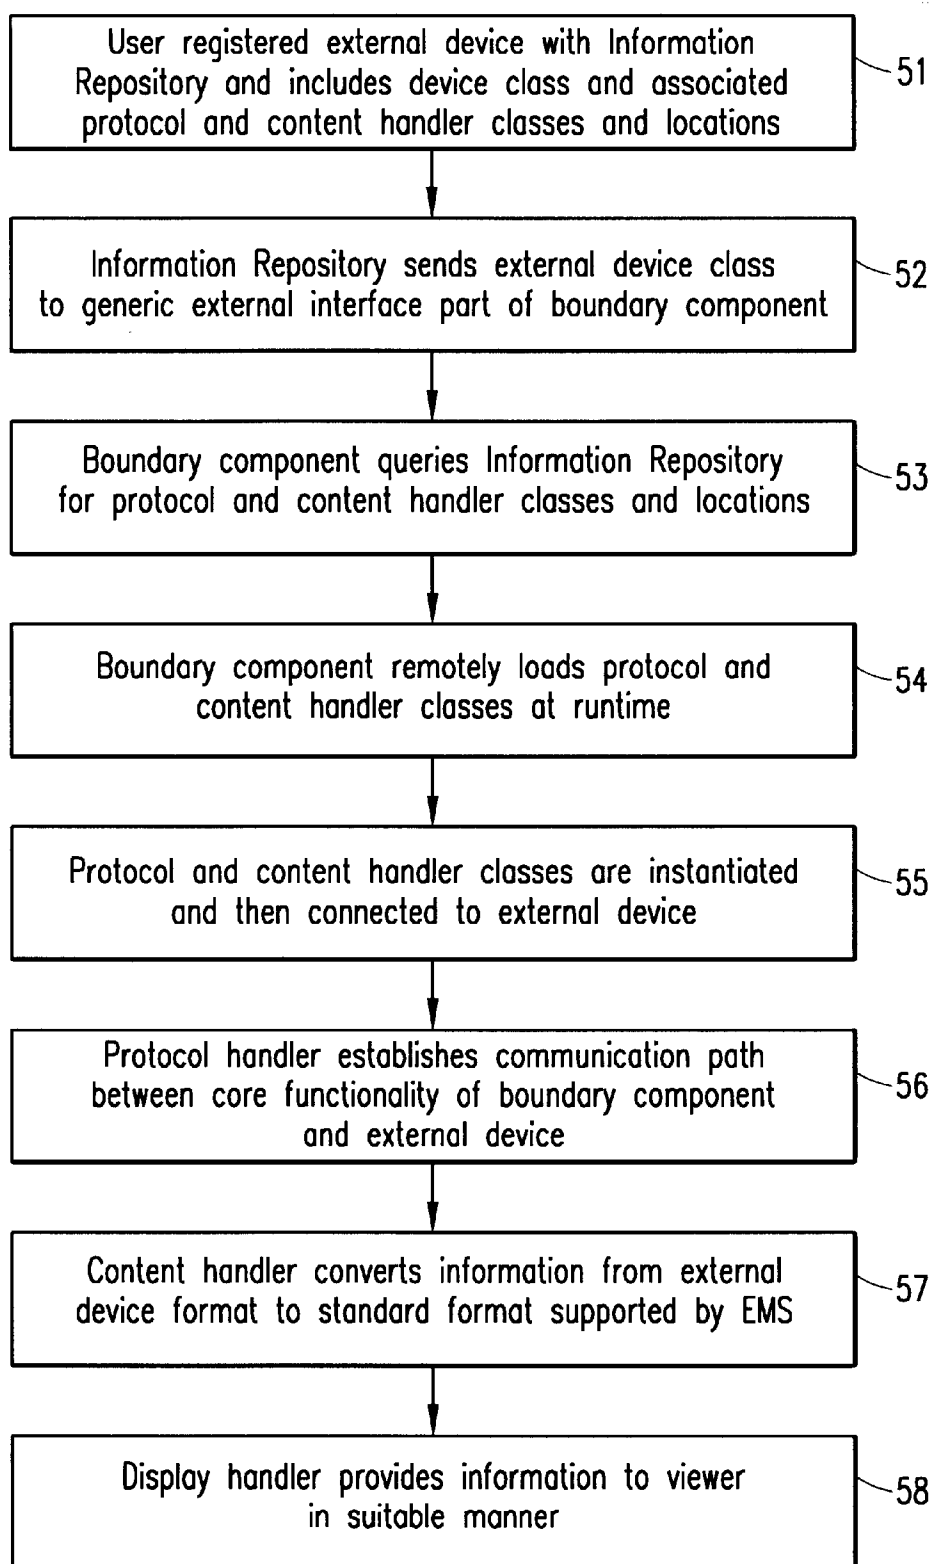 User registered external device with Information
Repository and includes device class and associated
protocol and content handler classes and locations
51
Information Repository sends external device class
to generic external interface part of boundary component
52
Boundary component queries Information Repository
for protocol and content handler classes and locations
53
Boundary component remotely loads protocol and
content handler classes at runtime
54
Protocol and content handler classes are instantiated
and then connected to external device
55
Protocol handler establishes communication path
between core functionality of boundary component
and external device
56
Content handler converts information from external
device format to standard format supported by EMS
57
Display handler provides information to viewer
in suitable manner
58